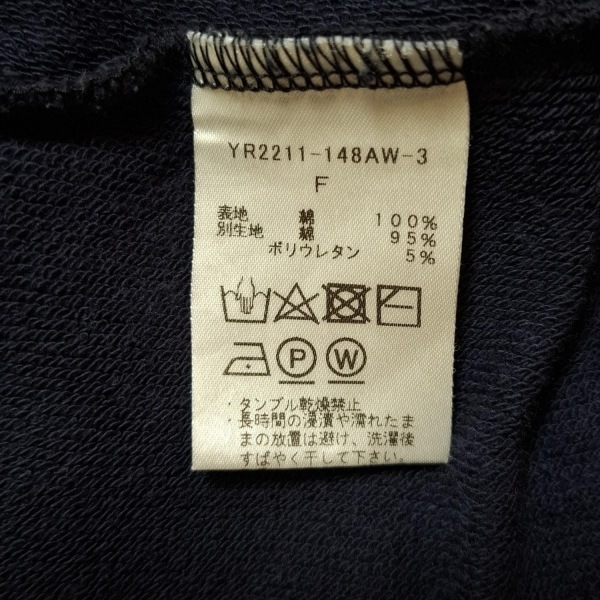 YR2211-148AW-3
F
表地 綿 100%
別生地 綿 95%
ポリウレタン 5%
P W
・タンブル乾燥禁止
・長時間の浸漬や濡れたま
まの放置は避け、洗濯後
すばやく干して下さい。